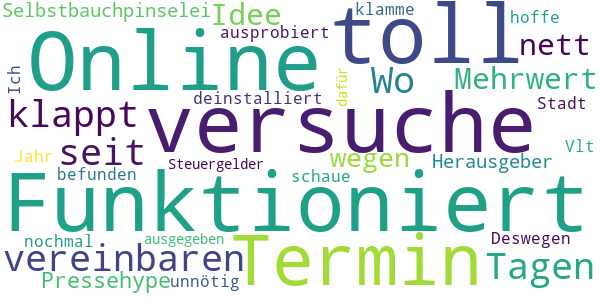 Selbstbauchpinselei Idee klamme hoffe
ausprobiert toll nett
Online Wo Mehrwert
Ich deinstalliert dafür Stadt
klappt versuche
Jahr seit Steuergelder wegen Herausgeber Vlt
befunden schaue
Funktioniert
nochmal ausgegeben Termin Deswegen
vereinbaren Tagen
Pressehype unnötig